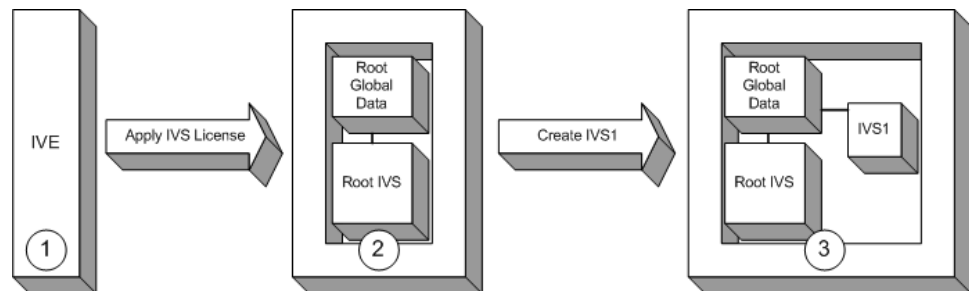 IVE
1
Apply IVS License
Root
Global
Data
Root IVS
2
Create IVS1
Root
Global
Data
IVS1
Root IVS
3